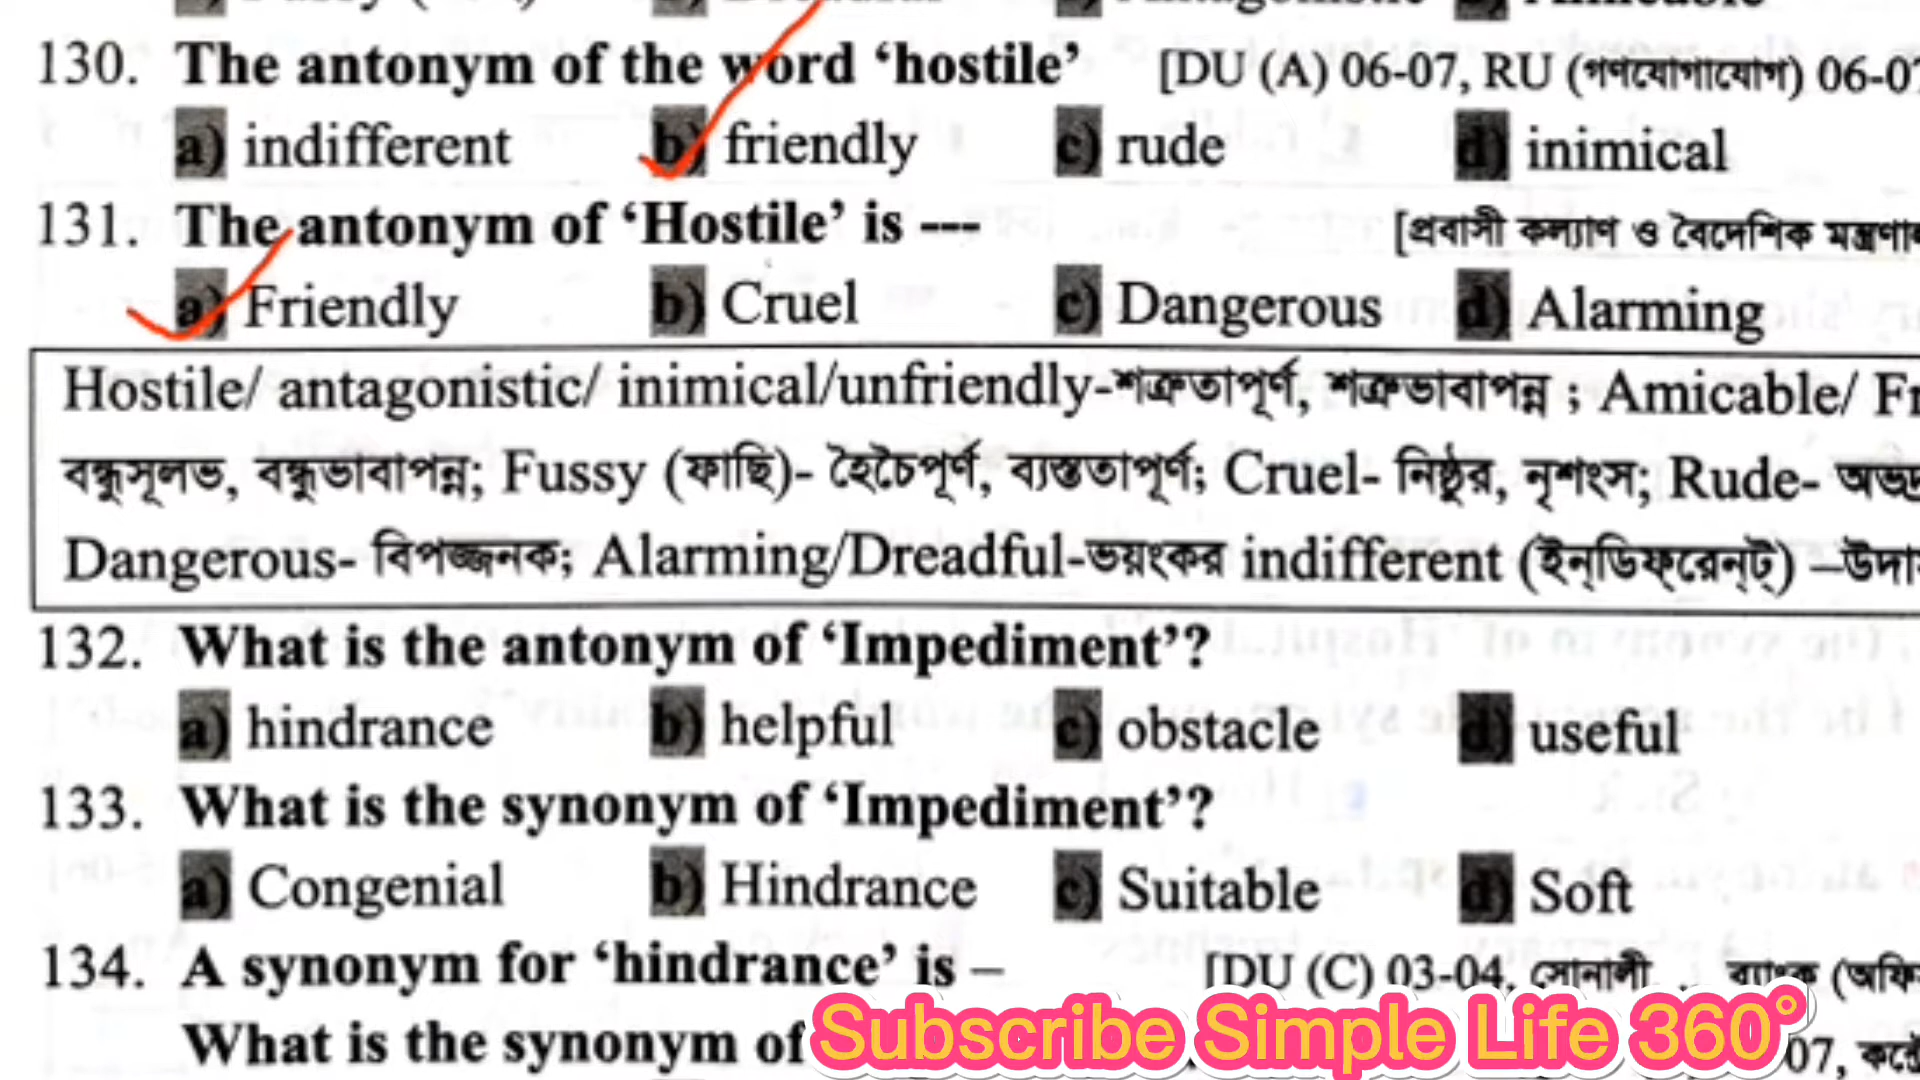 130. The antonym of the word ‘hostile’ [DU (A) 06-07, RU (গণযোগাযোগ) 06-07
a) indifferent b) friendly c) rude d) inimical
131. The antonym of ‘Hostile’ is --- [প্রবাসী কল্যাণ ও বৈদেশিক
a) Friendly b) Cruel c) Dangerous d) Alarming
Hostile/ antagonistic/ inimical/unfriendly-শত্রুতাপূর্ণ, শত্রুভাবাপন্ন ; Amicable/
বন্ধুসূলভ, বন্ধুভাবাপন্ন; Fussy (ফাছি)- হৈচৈপূর্ণ, ব্যস্ততাপূর্ণ; Cruel- নিষ্ঠুর, নৃশংস; Rude-
Dangerous- বিপজ্জনক; Alarming/Dreadful-ভয়ংকর indifferent (ইন্‌ডিফ্‌রেন্‌ট্‌) –
132. What is the antonym of ‘Impediment’?
a) hindrance b) helpful c) obstacle d) useful
133. What is the synonym of ‘Impediment’?
a) Congenial b) Hindrance c) Suitable d) Soft
134. A synonym for ‘hindrance’ is – [DU (C) 03-04, সোনালী
What is the synonym of 07,
Subscribe Simple Life 360°